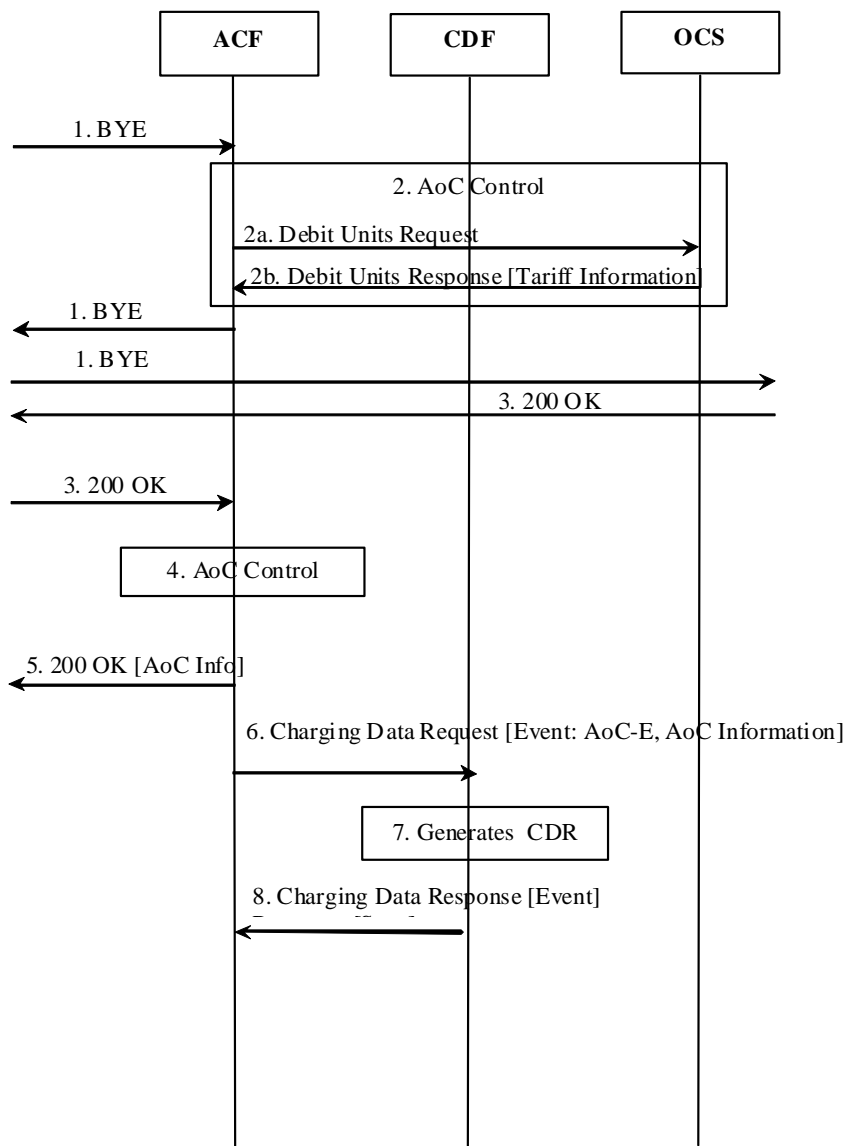 ACF
CDF
OCS
1. BYE
2. AoC Control
2a. Debit Units Request
2b. Debit Units Response [Tariff Information]
1. BYE
1. BYE
3. 200 OK
3. 200 OK
4. AoC Control
5. 200 OK [AoC Info]
6. Charging Data Request [Event: AoC-E, AoC Information]
7. Generates CDR
8. Charging Data Response [Event]